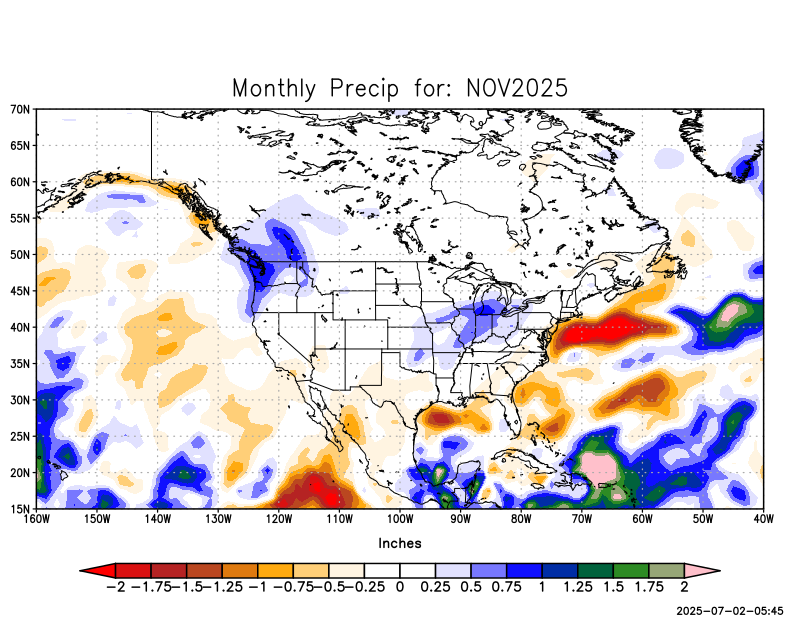 Monthly Precip for: NOV2025
70N
65N
60N
55N
50N
45N
40N
35N
30N
25N
20N
15N
160W 150W 140W 130W 120W 110W 100W 90W 80W 70W 60W 50W 40W
Inches
-2 -1.75 -1.5 -1.25 -1 -0.75 -0.5 -0.25 0 0.25 0.5 0.75 1 1.25 1.5 1.75 2
2025-07-02-05:45